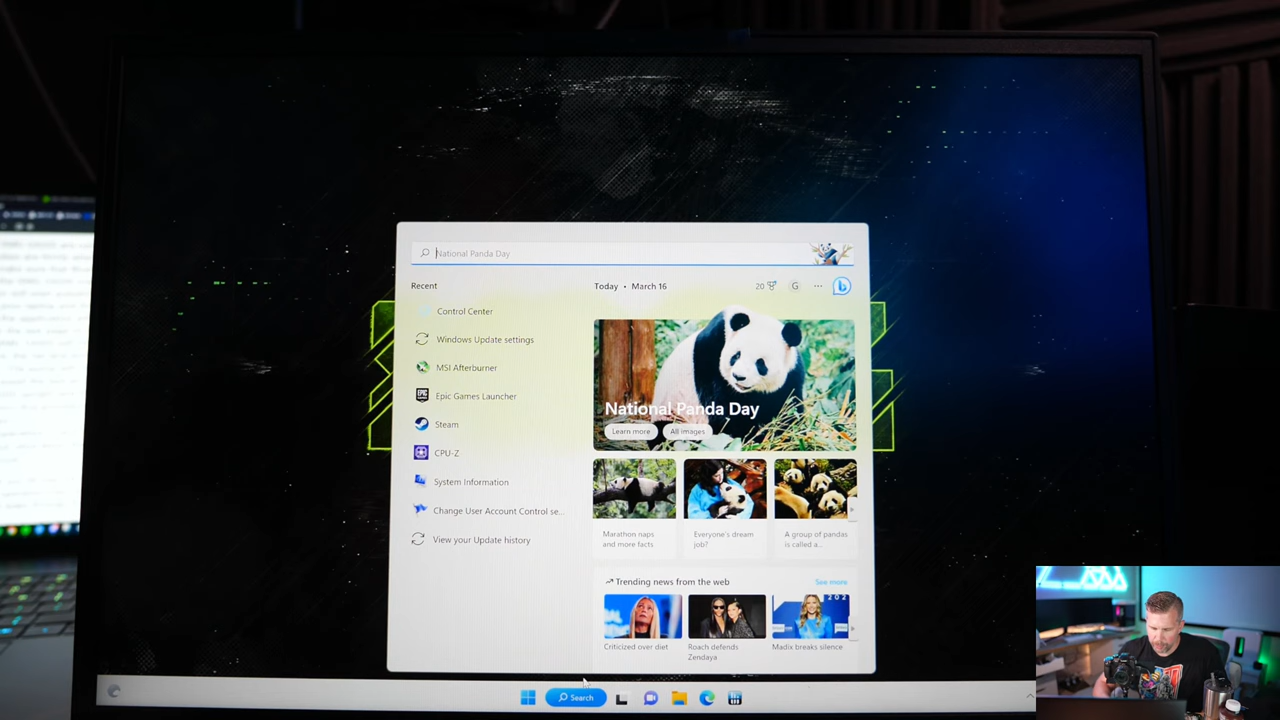 National Panda Day
Recent
Today • March 16
20
G
Control Center
Windows Update settings
MSI Afterburner
EPIC
Epic Games Launcher
Steam
CPU-Z
System Information
Change User Account Control se...
View your Update history
National Panda Day
Learn more
All images
Marathon naps
and more facts
Everyone's dream
job?
A group of pandas
is called a...
Trending news from the web
See more
202
Criticized over diet
Roach defends
Zendaya
Madix breaks silence
Search